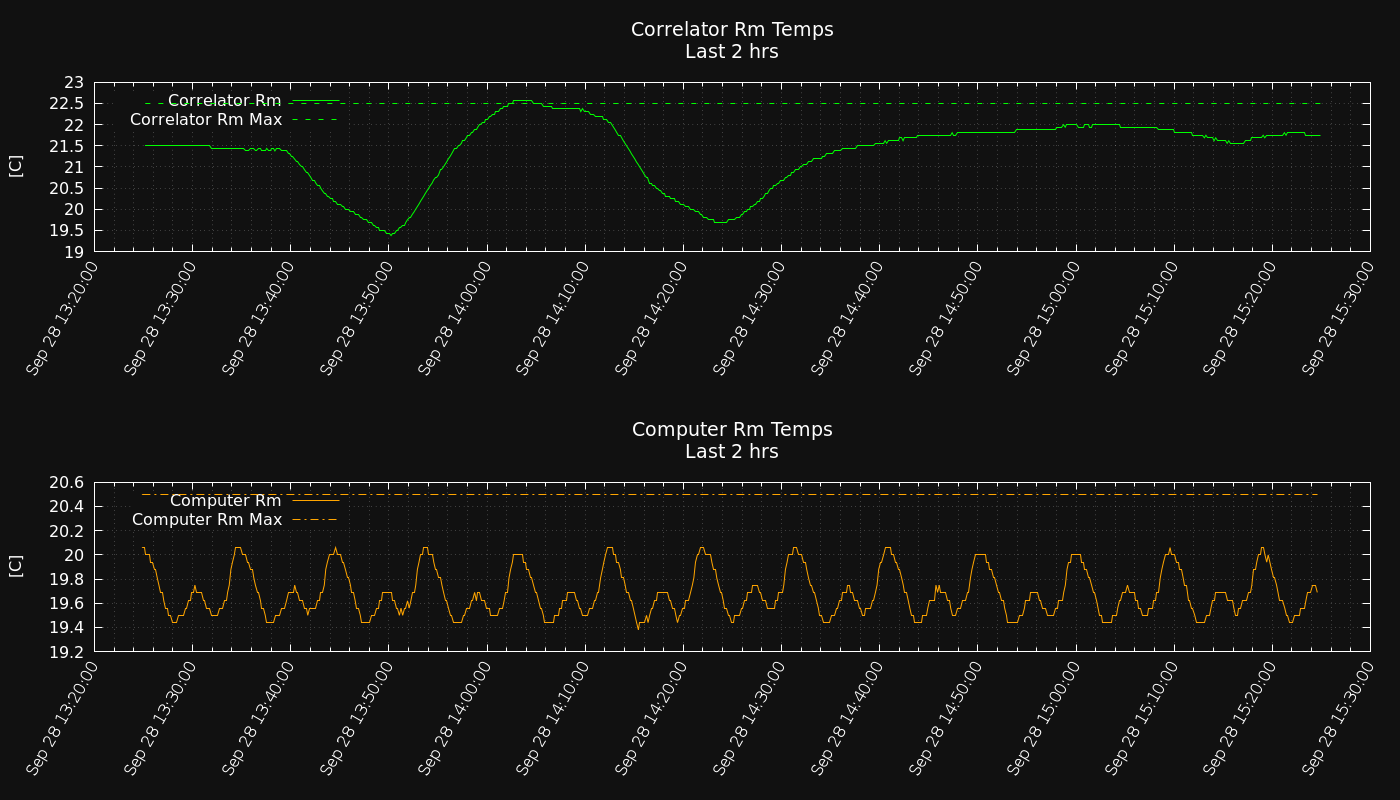 Correlator Rm Temps
Last 2 hrs
23
22.5
22
21.5
21
20.5
20
19.5
19
[C]
Correlator Rm
Correlator Rm Max
Sep 28 13:20:00
Sep 28 13:30:00
Sep 28 13:40:00
Sep 28 13:50:00
Sep 28 14:00:00
Sep 28 14:10:00
Sep 28 14:20:00
Sep 28 14:30:00
Sep 28 14:40:00
Sep 28 14:50:00
Sep 28 15:00:00
Sep 28 15:10:00
Sep 28 15:20:00
Sep 28 15:30:00
Computer Rm Temps
Last 2 hrs
20.6
20.4
20.2
20
19.8
19.6
19.4
19.2
[C]
Computer Rm
Computer Rm Max
Sep 28 13:20:00
Sep 28 13:30:00
Sep 28 13:40:00
Sep 28 13:50:00
Sep 28 14:00:00
Sep 28 14:10:00
Sep 28 14:20:00
Sep 28 14:30:00
Sep 28 14:40:00
Sep 28 14:50:00
Sep 28 15:00:00
Sep 28 15:10:00
Sep 28 15:20:00
Sep 28 15:30:00